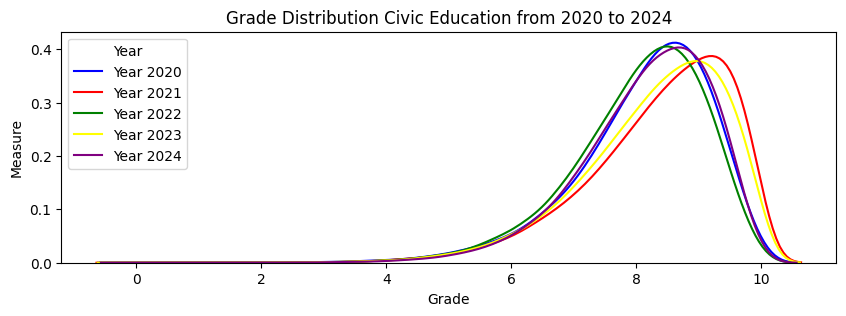 Grade Distribution Civic Education from 2020 to 2024
Measure
0.4
0.3
0.2
0.1
0.0
Year
Year 2020
Year 2021
Year 2022
Year 2023
Year 2024
0 2 4 6 8 10
Grade